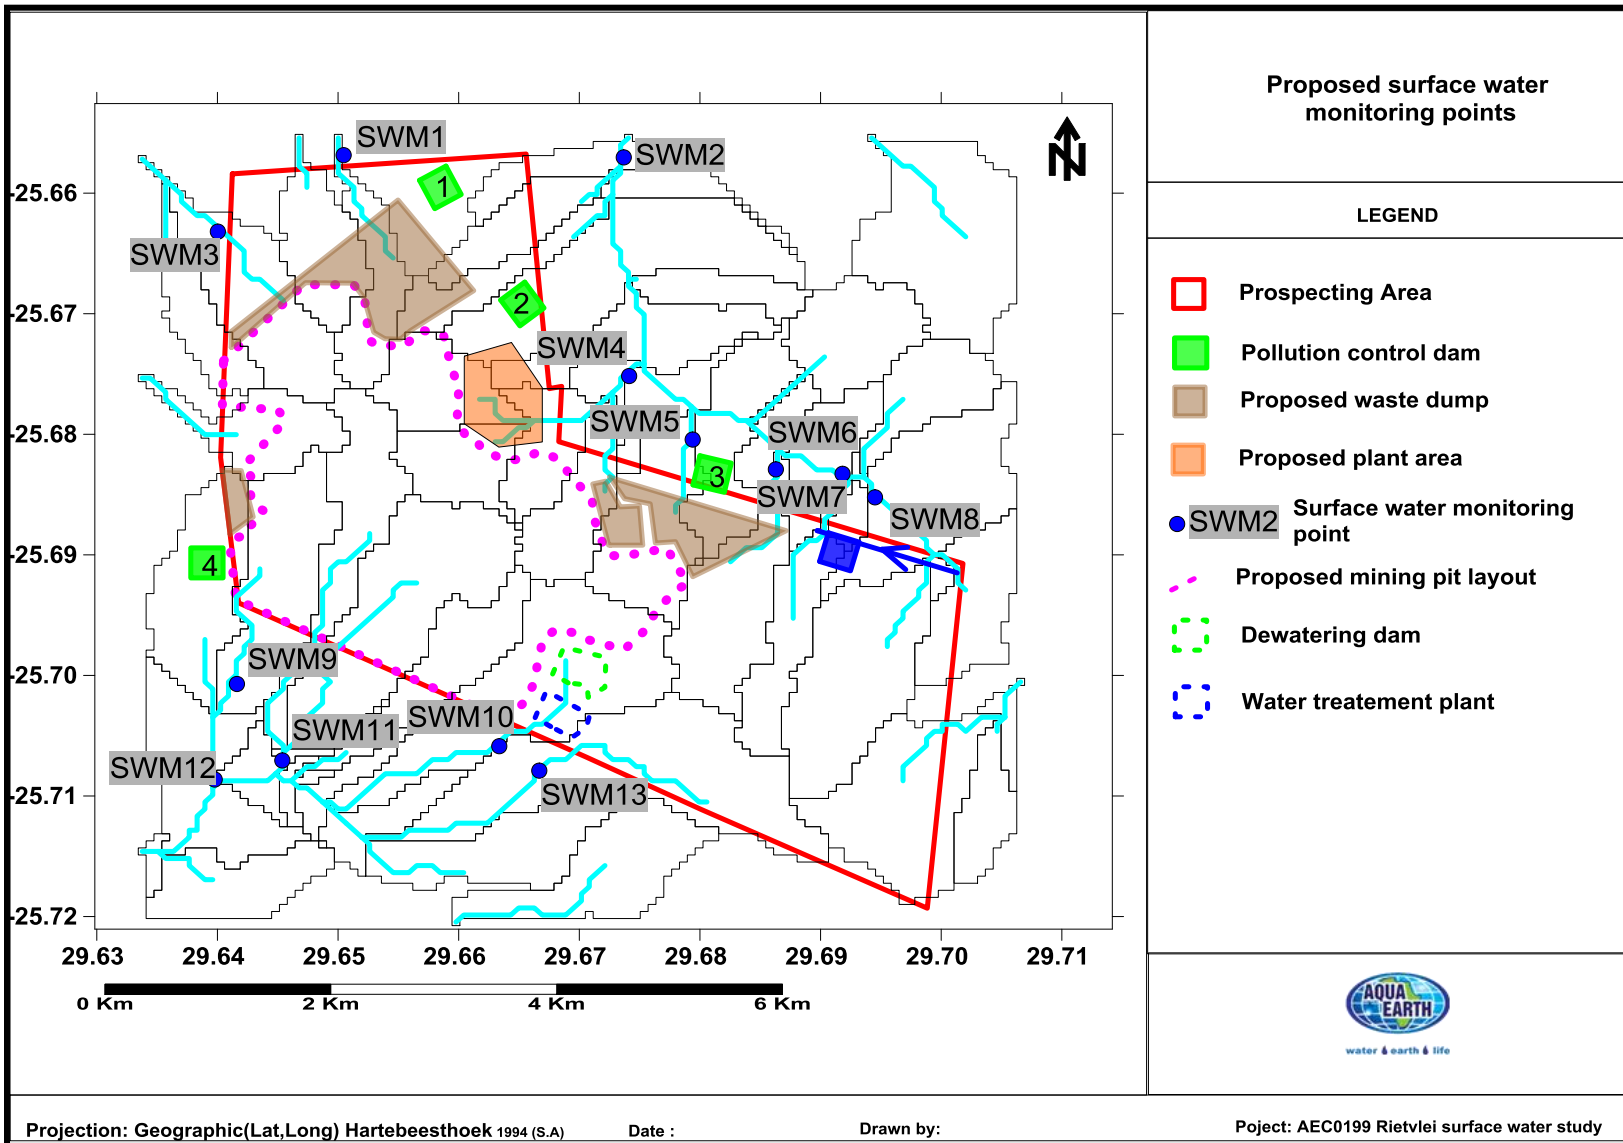 Proposed surface water
monitoring points
LEGEND
Prospecting Area
Pollution control dam
Proposed waste dump
Proposed plant area
SWM2 Surface water monitoring
point
Proposed mining pit layout
Dewatering dam
Water treatement plant
SWM1
SWM2
SWM3
SWM4
SWM5
SWM6
SWM7
SWM8
SWM9
SWM10
SWM11
SWM12
SWM13
1
2
3
4
N
-25.66
-25.67
-25.68
-25.69
-25.70
-25.71
-25.72
29.63 29.64 29.65 29.66 29.67 29.68 29.69 29.70 29.71
0 Km 2 Km 4 Km 6 Km
AQUA
EARTH
water earth life
Projection: Geographic(Lat,Long) Hartebeesthoek 1994 (S.A) Date : Drawn by: Poject: AEC0199 Rietvlei surface water study